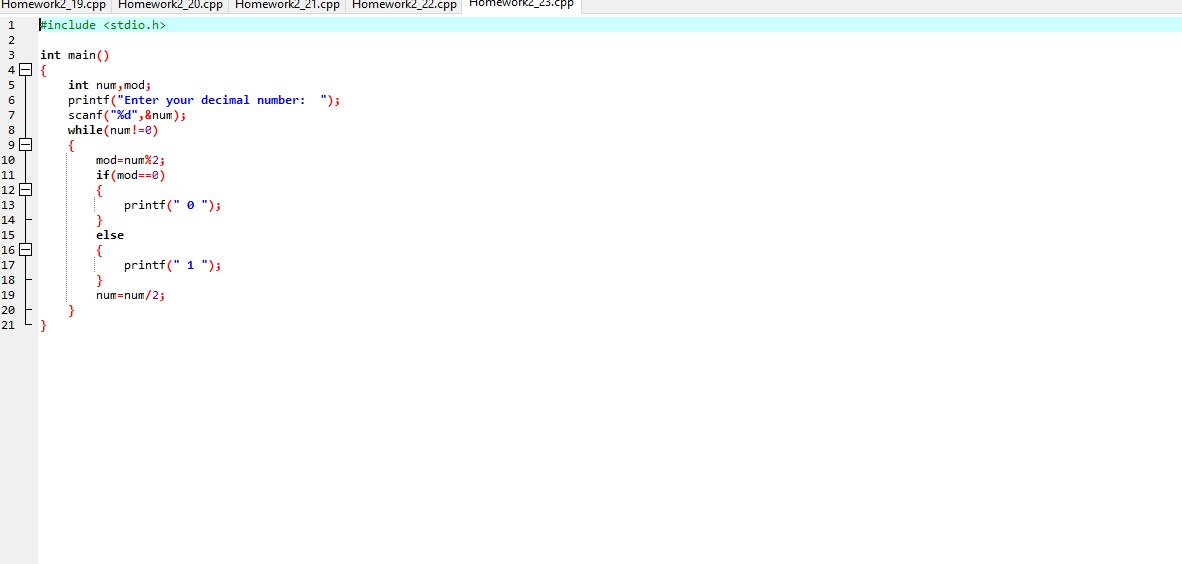 Homework2_19.cpp Homework2_20.cpp Homework2_21.cpp Homework2_22.cpp Homework2_23.cpp
1 #include <stdio.h>
2
3 int main()
4 {
5     int num,mod;
6     printf("Enter your decimal number:  ");
7     scanf("%d",&num);
8     while(num!=0)
9     {
10         mod=num%2;
11         if(mod==0)
12         {
13             printf(" 0 ");
14         }
15         else
16         {
17             printf(" 1 ");
18         }
19         num=num/2;
20     }
21 }